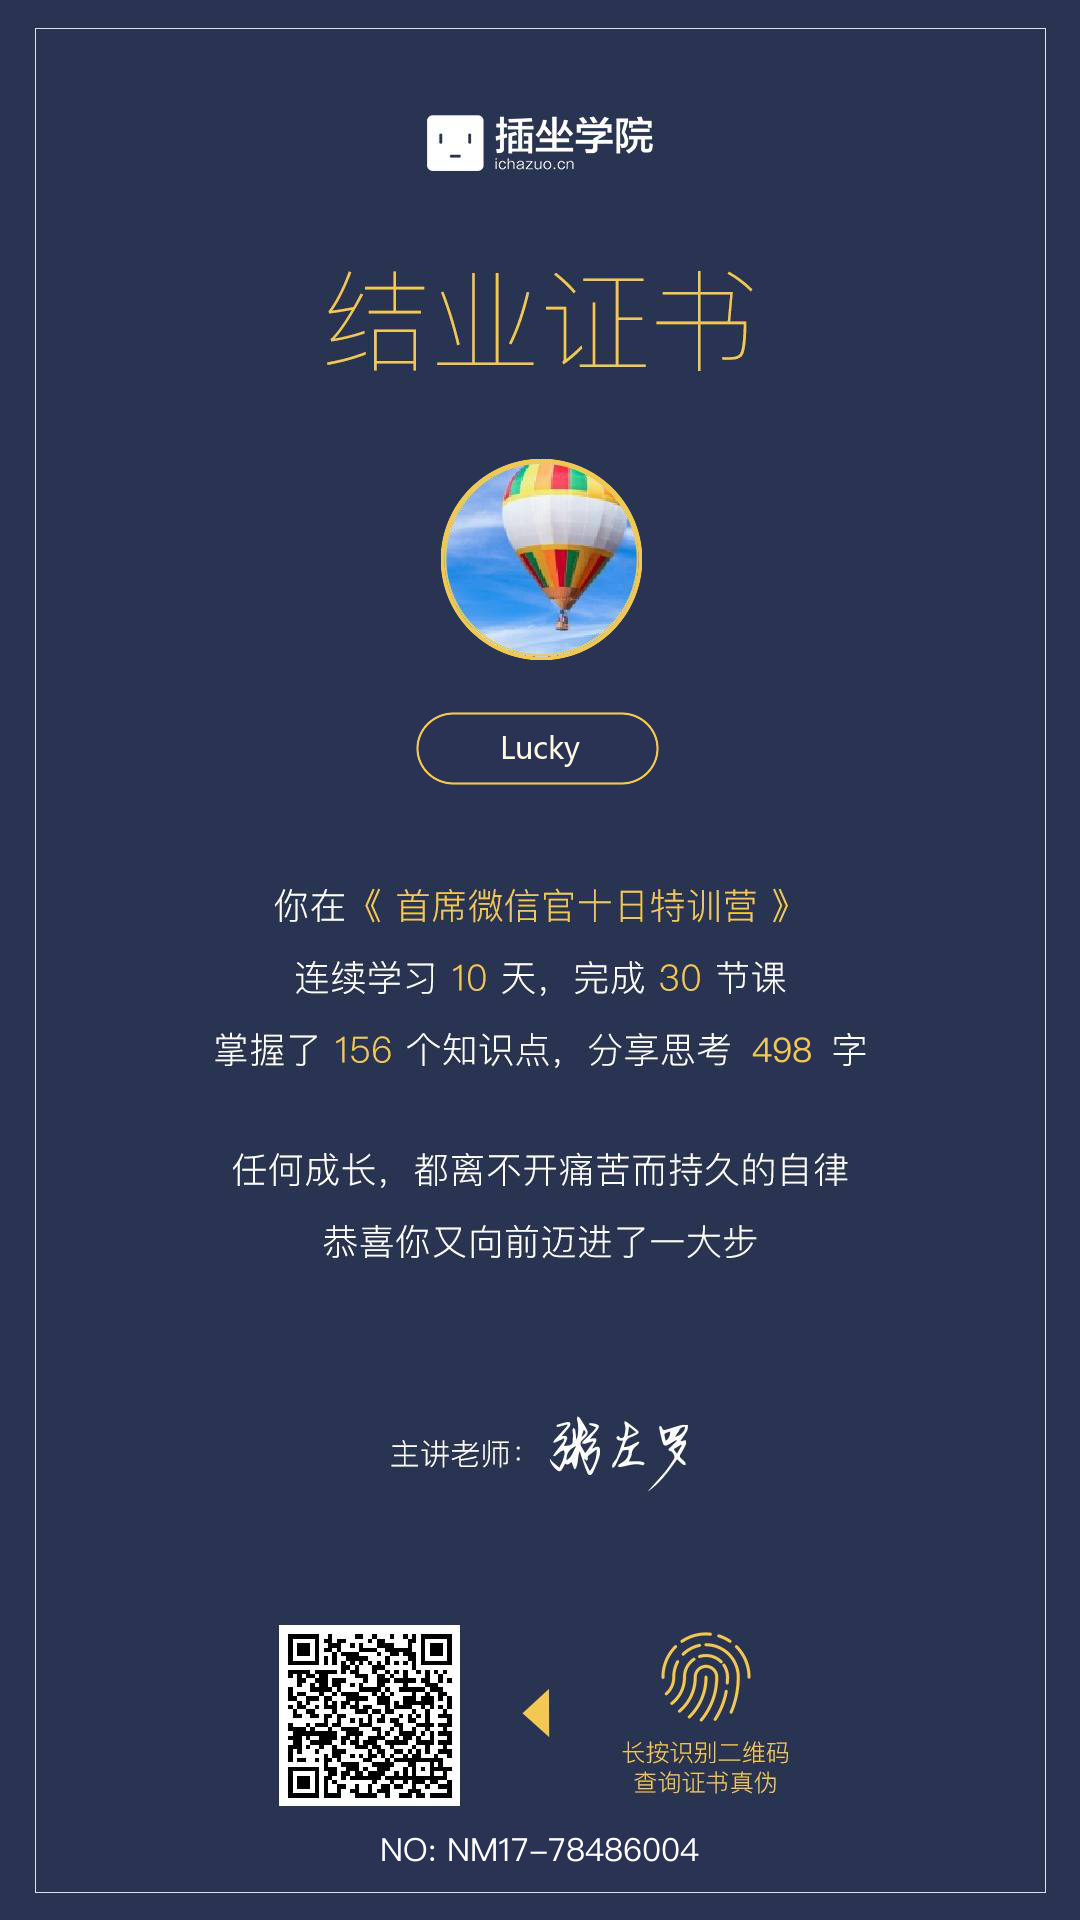 插坐学院
ichazuo.cn
结业证书
Lucky
你在《 首席微信官十日特训营 》
连续学习 10 天，完成 30 节课
掌握了 156 个知识点，分享思考 498 字
任何成长，都离不开痛苦而持久的自律
恭喜你又向前迈进了一大步
主讲老师：粥左罗
长按识别二维码
查询证书真伪
NO: NM17-78486004